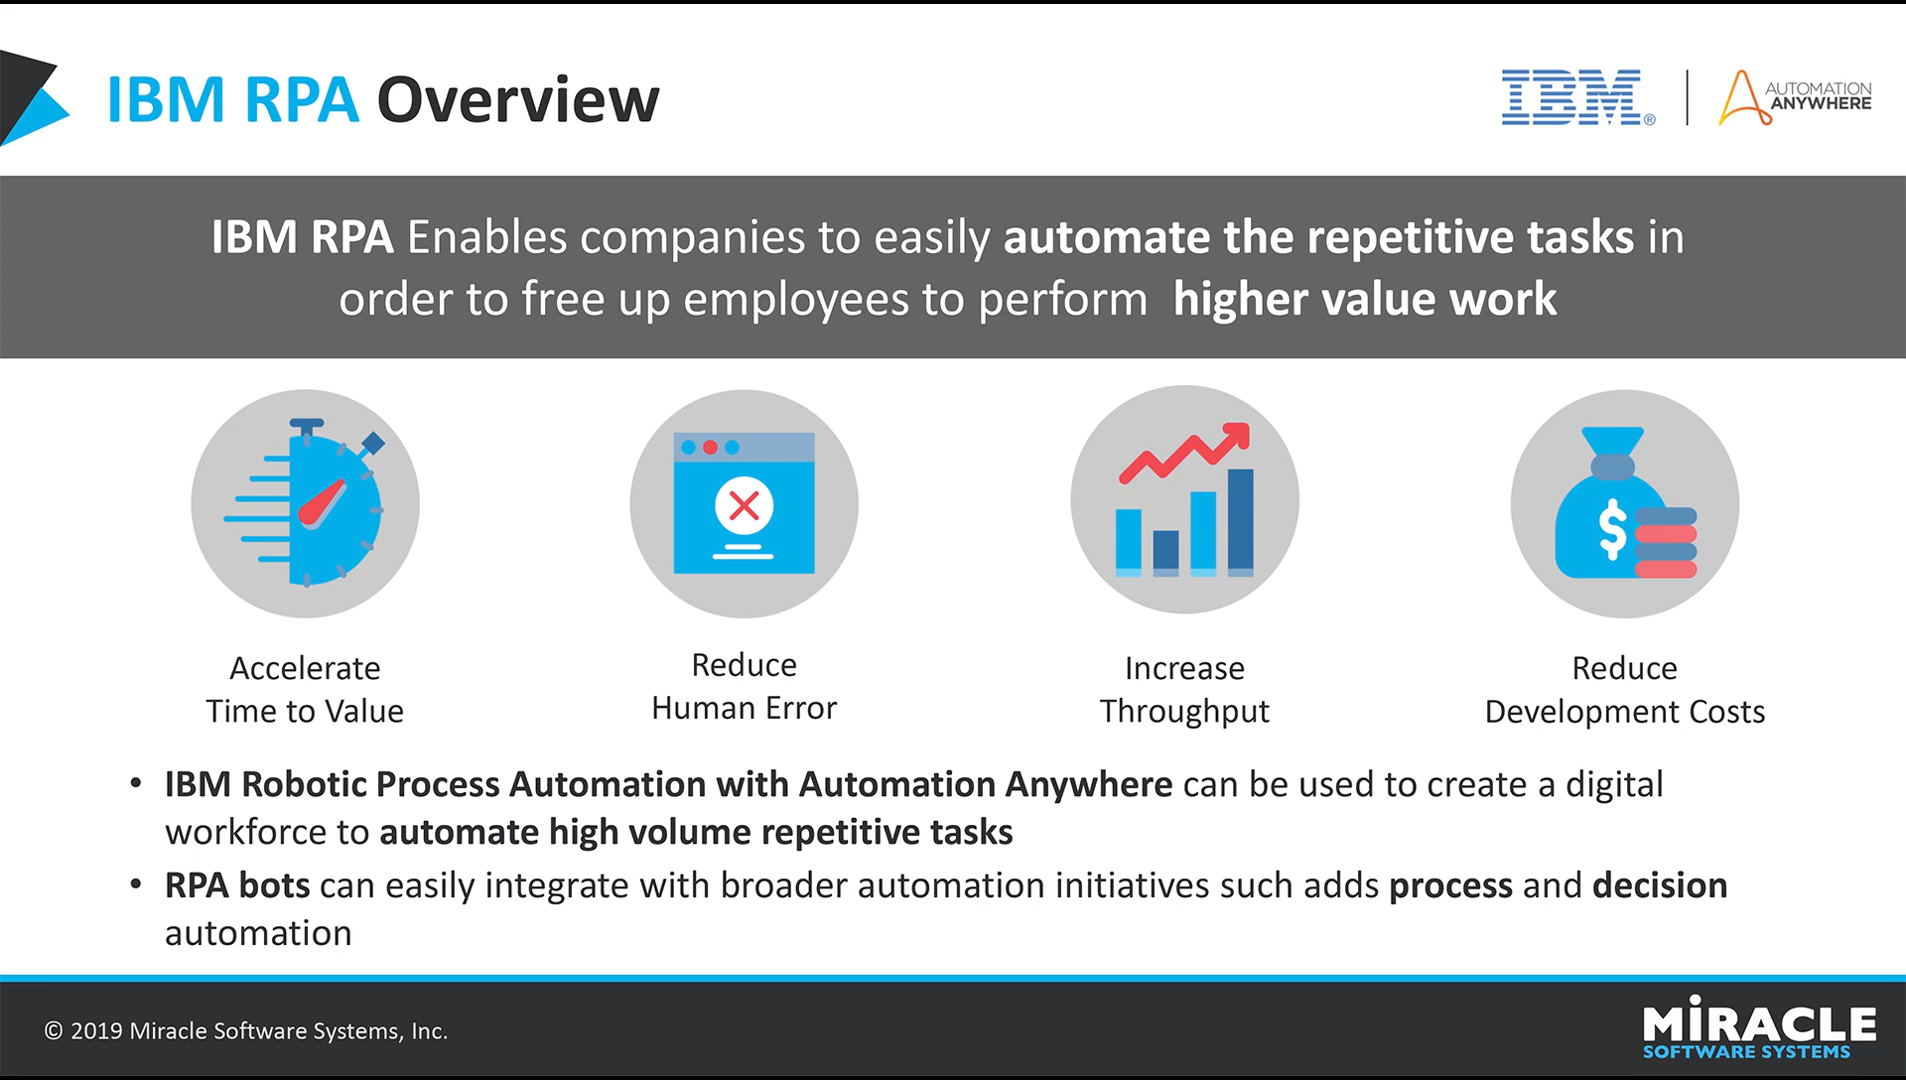 IBM RPA Overview
IBM®
AUTOMATION
ANYWHERE
IBM RPA Enables companies to easily automate the repetitive tasks in
order to free up employees to perform higher value work
$
Accelerate
Time to Value
Reduce
Human Error
Increase
Throughput
Reduce
Development Costs
• IBM Robotic Process Automation with Automation Anywhere can be used to create a digital
workforce to automate high volume repetitive tasks
• RPA bots can easily integrate with broader automation initiatives such adds process and decision
automation
© 2019 Miracle Software Systems, Inc.
MiRACLE
SOFTWARE SYSTEMS